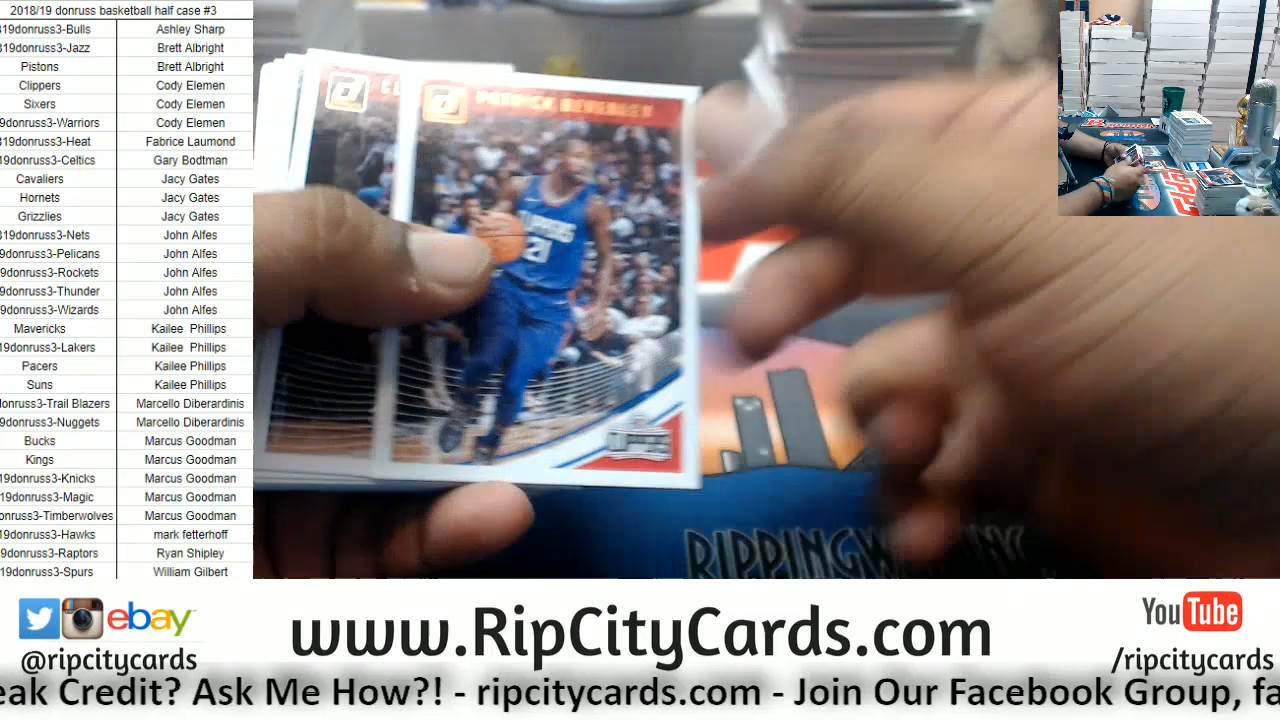 2018/19 donruss basketball half case #3
319donruss3-Bulls Ashley Sharp
319donruss3-Jazz Brett Albright
Pistons Brett Albright
Clippers Cody Elemen
Sixers Cody Elemen
9donruss3-Warriors Cody Elemen
319donruss3-Heat Fabrice Laumond
19donruss3-Celtics Gary Bodtman
Cavaliers Jacy Gates
Hornets Jacy Gates
Grizzlies Jacy Gates
319donruss3-Nets John Alfes
9donruss3-Pelicans John Alfes
9donruss3-Rockets John Alfes
9donruss3-Thunder John Alfes
9donruss3-Wizards John Alfes
Mavericks Kailee Phillips
19donruss3-Lakers Kailee Phillips
Pacers Kailee Phillips
Suns Kailee Phillips
onruss3-Trail Blazers Marcello Diberardinis
9donruss3-Nuggets Marcello Diberardinis
Bucks Marcus Goodman
Kings Marcus Goodman
19donruss3-Knicks Marcus Goodman
19donruss3-Magic Marcus Goodman
onruss3-Timberwolves Marcus Goodman
19donruss3-Hawks mark fetterhoff
9donruss3-Raptors Ryan Shipley
19donruss3-Spurs William Gilbert
PATRICK BEVERLEY
CLIPPERS
21
CLIPPERS
ebay
@ripcitycards
www.RipCityCards.com
YouTube
/ripcitycards
eak Credit? Ask Me How?! - ripcitycards.com - Join Our Facebook Group, fa